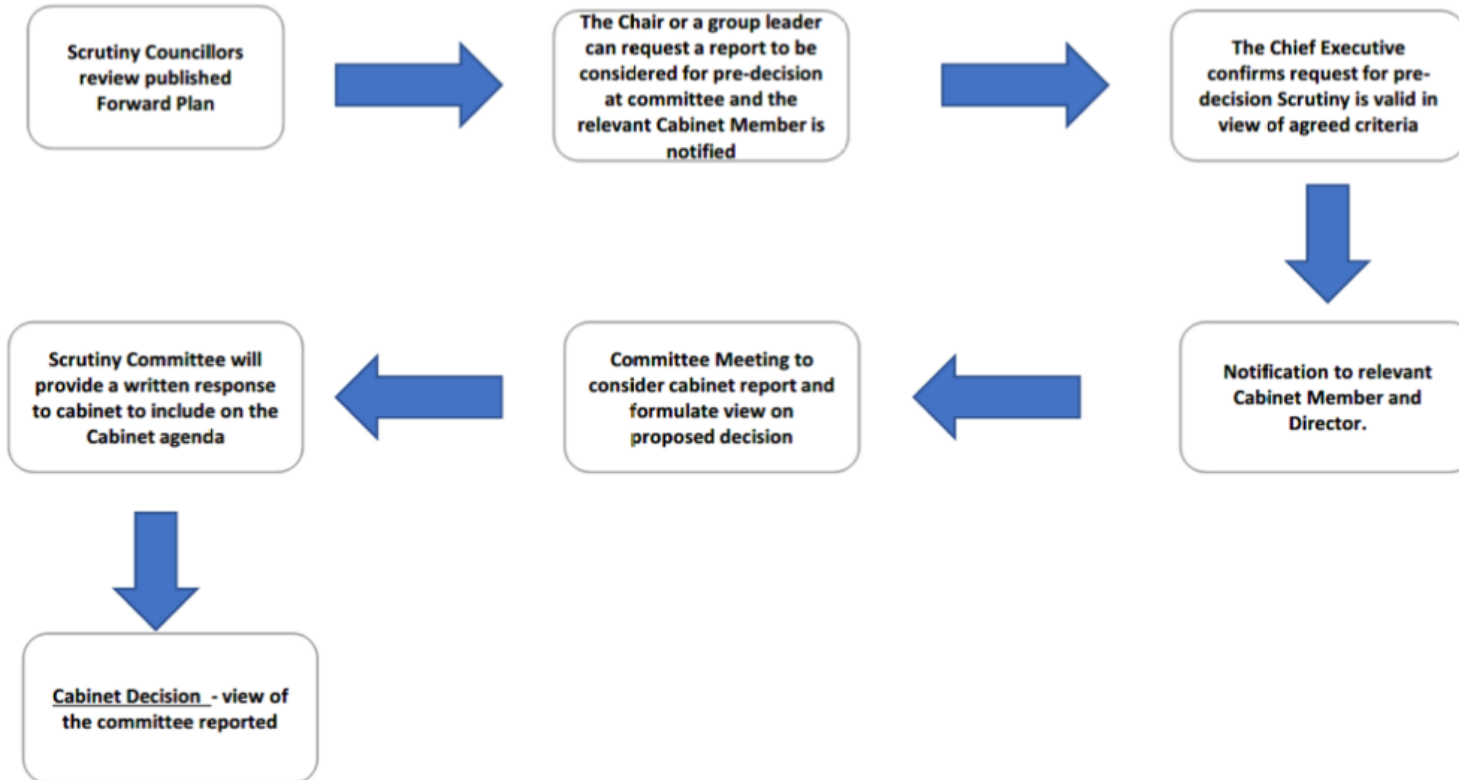 Scrutiny Councillors
review published
Forward Plan
The Chair or a group leader
can request a report to be
considered for pre-decision
at committee and the
relevant Cabinet Member is
notified
The Chief Executive
confirms request for pre-
decision Scrutiny is valid in
view of agreed criteria
Notification to relevant
Cabinet Member and
Director.
Committee Meeting to
consider cabinet report and
formulate view on
proposed decision
Scrutiny Committee will
provide a written response
to cabinet to include on the
Cabinet agenda
Cabinet Decision - view of
the committee reported